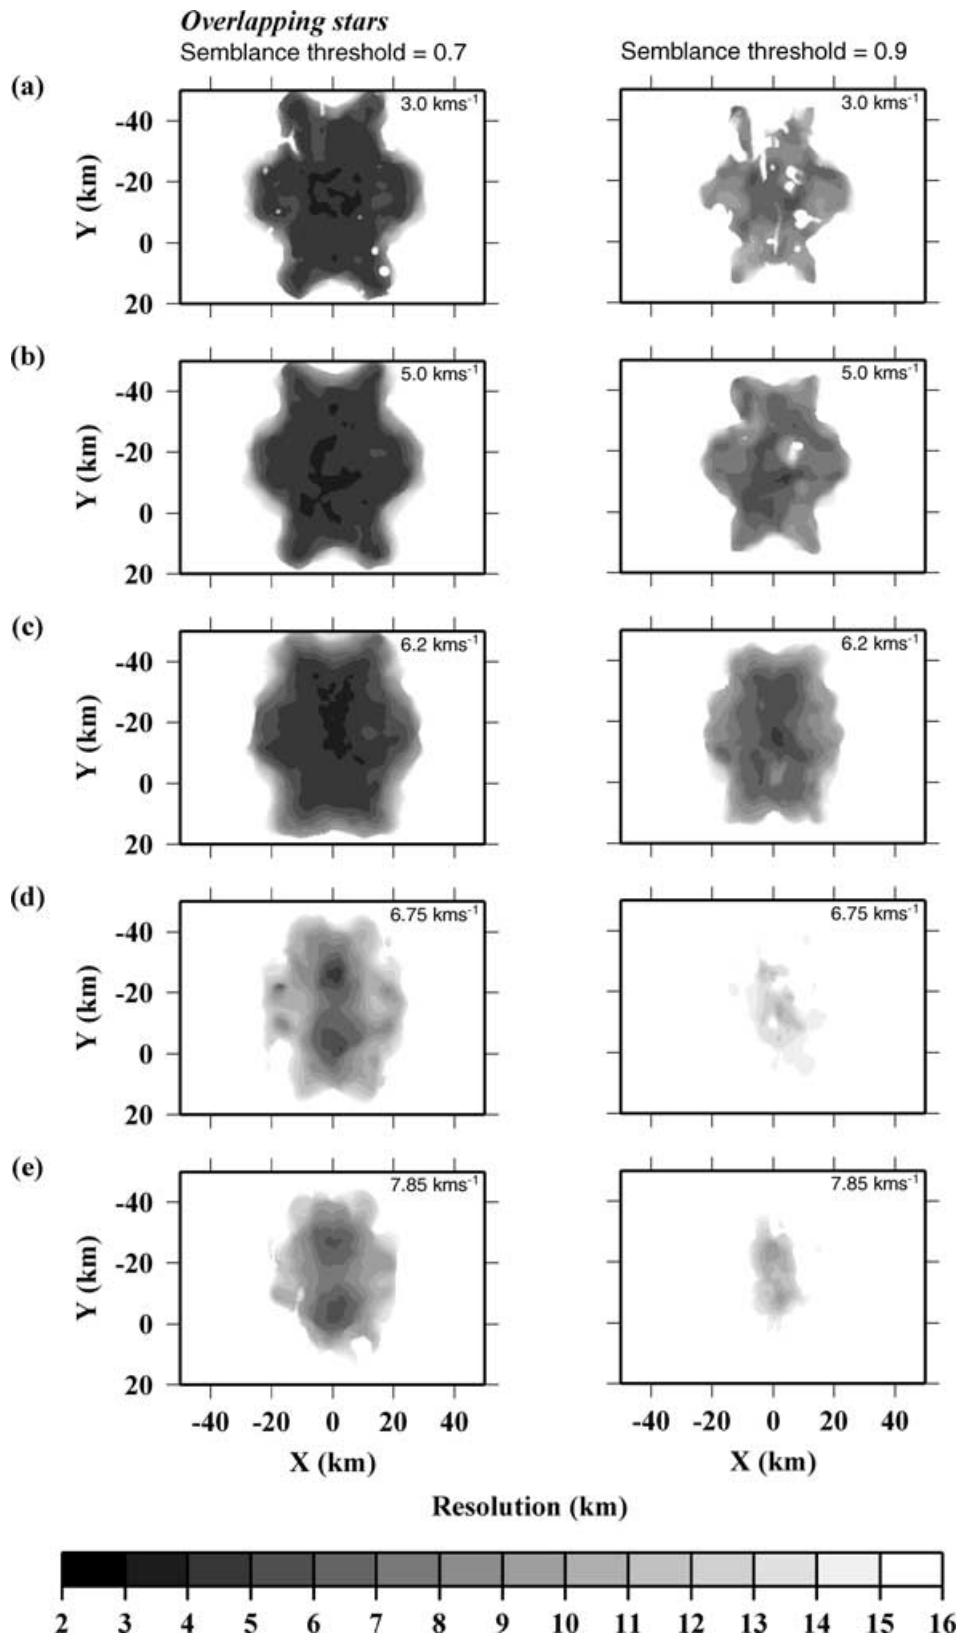 Overlapping stars
Semblance threshold = 0.7
Semblance threshold = 0.9
(a)
3.0 kms-1
3.0 kms-1
-40
-20
0
20
Y (km)
(b)
5.0 kms-1
5.0 kms-1
-40
-20
0
20
Y (km)
(c)
6.2 kms-1
6.2 kms-1
-40
-20
0
20
Y (km)
(d)
6.75 kms-1
6.75 kms-1
-40
-20
0
20
Y (km)
(e)
7.85 kms-1
7.85 kms-1
-40
-20
0
20
Y (km)
-40 -20 0 20 40
-40 -20 0 20 40
X (km)
X (km)
Resolution (km)
2 3 4 5 6 7 8 9 10 11 12 13 14 15 16